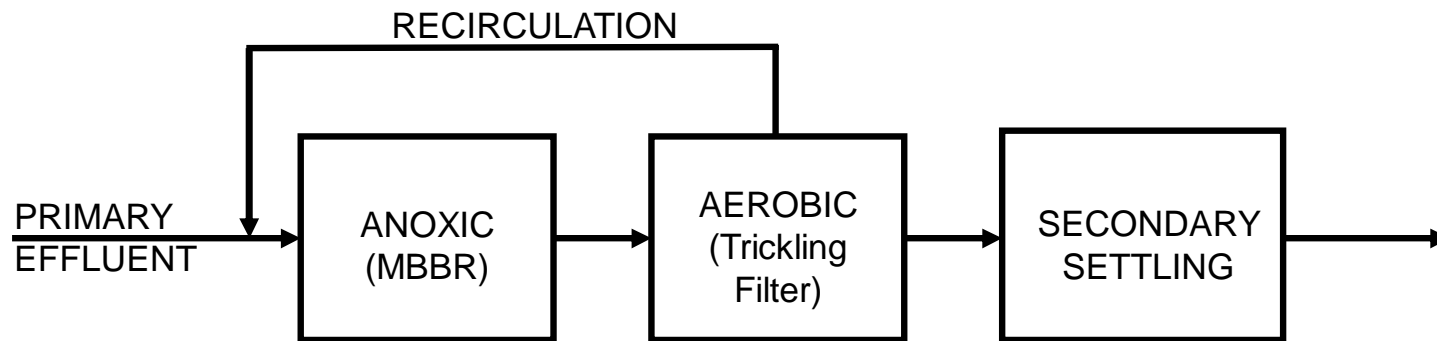 RECIRCULATION
PRIMARY
EFFLUENT
ANOXIC
(MBBR)
AEROBIC
(Trickling
Filter)
SECONDARY
SETTLING